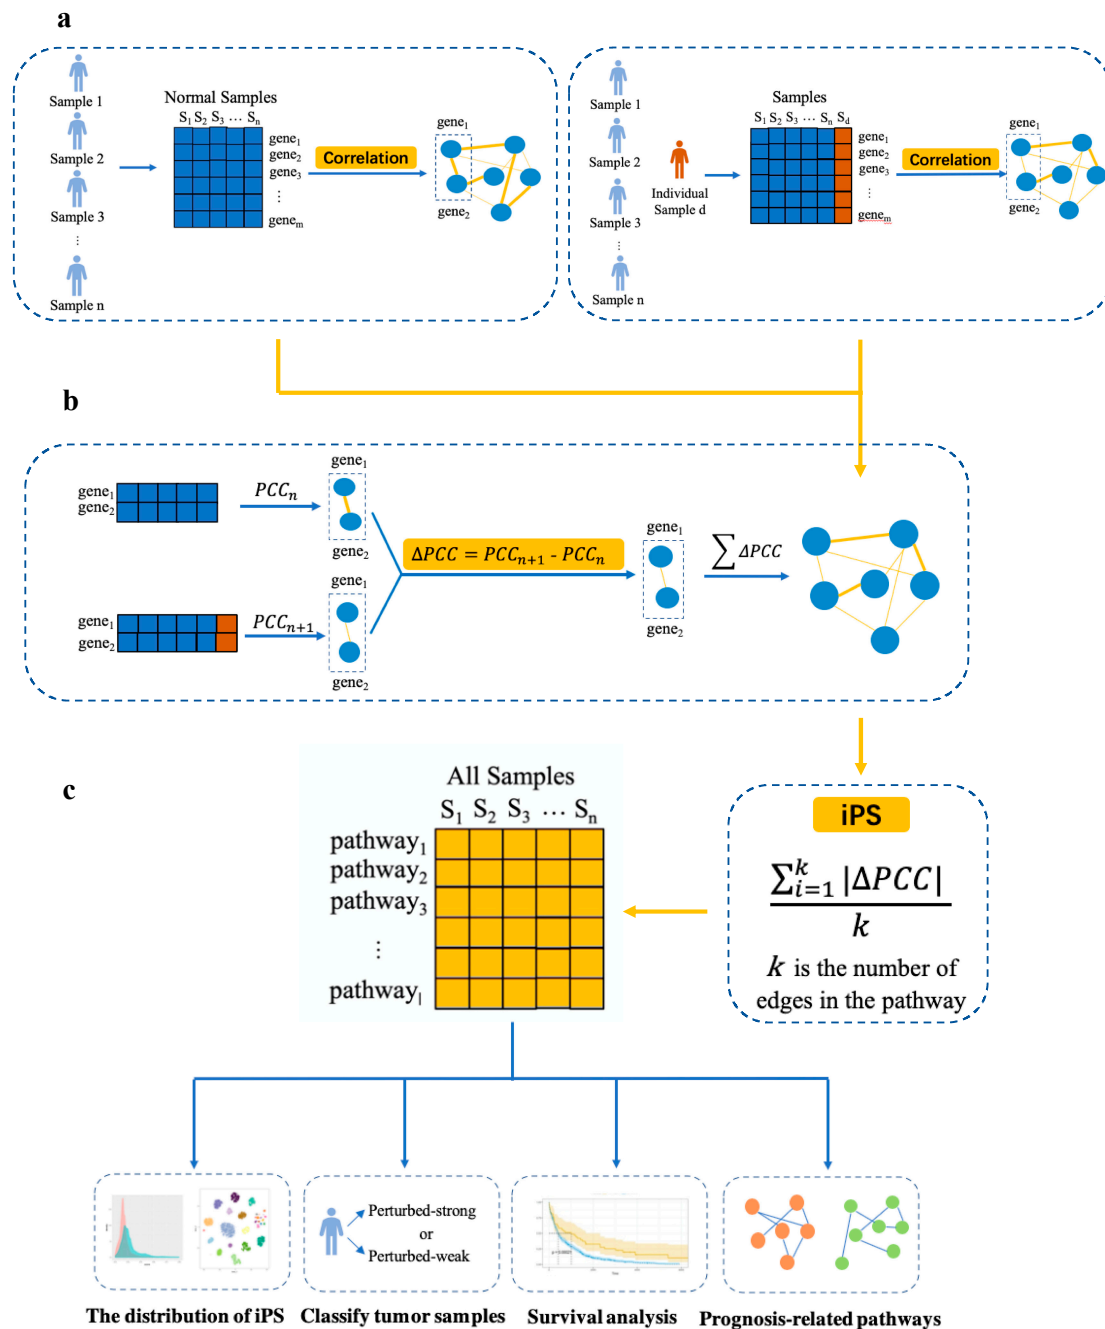 a
Sample 1
Sample 2
Sample 3
⋮
Sample n
Normal Samples
S₁ S₂ S₃ ⋯ Sₙ
gene₁
gene₂
gene₃
⋮
geneₘ
Correlation
gene₁
gene₂
Sample 1
Sample 2
Sample 3
⋮
Sample n
Individual
Sample d
Samples
S₁ S₂ S₃ ⋯ Sₙ S_d
gene₁
gene₂
gene₃
⋮
geneₘ
Correlation
gene₁
gene₂
b
gene₁
gene₂
PCCₙ
gene₁
gene₂
gene₁
gene₂
PCCₙ₊₁
gene₁
gene₂
ΔPCC = PCCₙ₊₁ - PCCₙ
gene₁
gene₂
∑ ΔPCC
c
All Samples
S₁ S₂ S₃ ⋯ Sₙ
pathway₁
pathway₂
pathway₃
⋮
pathwayₗ
iPS
∑ᵢ₌₁ᵏ |ΔPCC|
k
k is the number of
edges in the pathway
Perturbed-strong
or
Perturbed-weak
The distribution of iPS
Classify tumor samples
Survival analysis
Prognosis-related pathways